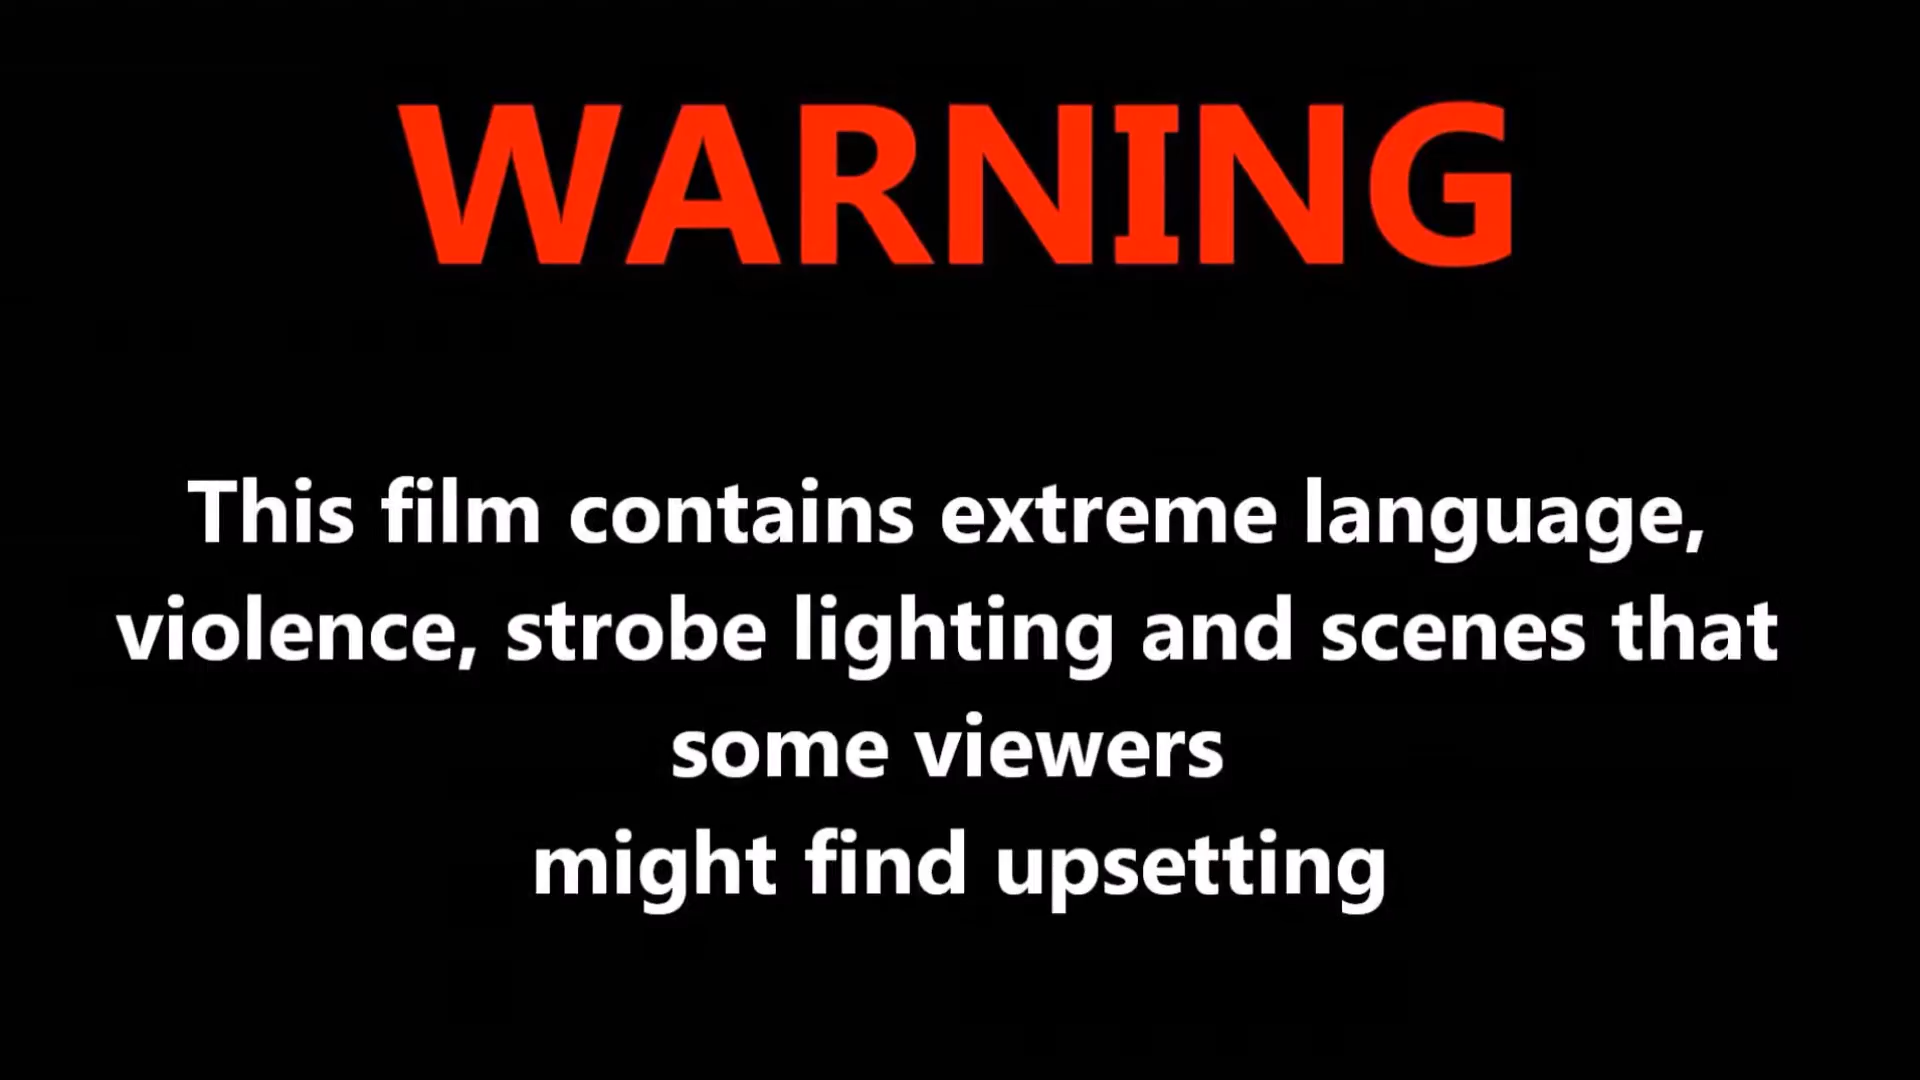 WARNING
This film contains extreme language,
violence, strobe lighting and scenes that
some viewers
might find upsetting